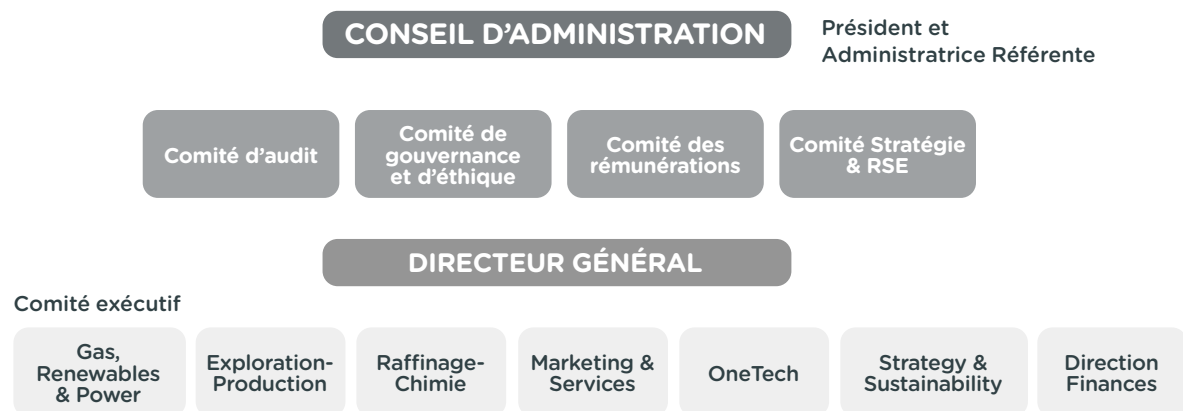 CONSEIL D’ADMINISTRATION
Président et
Administratrice Référente
Comité d’audit
Comité de
gouvernance
et d’éthique
Comité des
rémunérations
Comité Stratégie
& RSE
DIRECTEUR GÉNÉRAL
Comité exécutif
Gas,
Renewables
& Power
Exploration-
Production
Raffinage-
Chimie
Marketing &
Services
OneTech
Strategy &
Sustainability
Direction
Finances